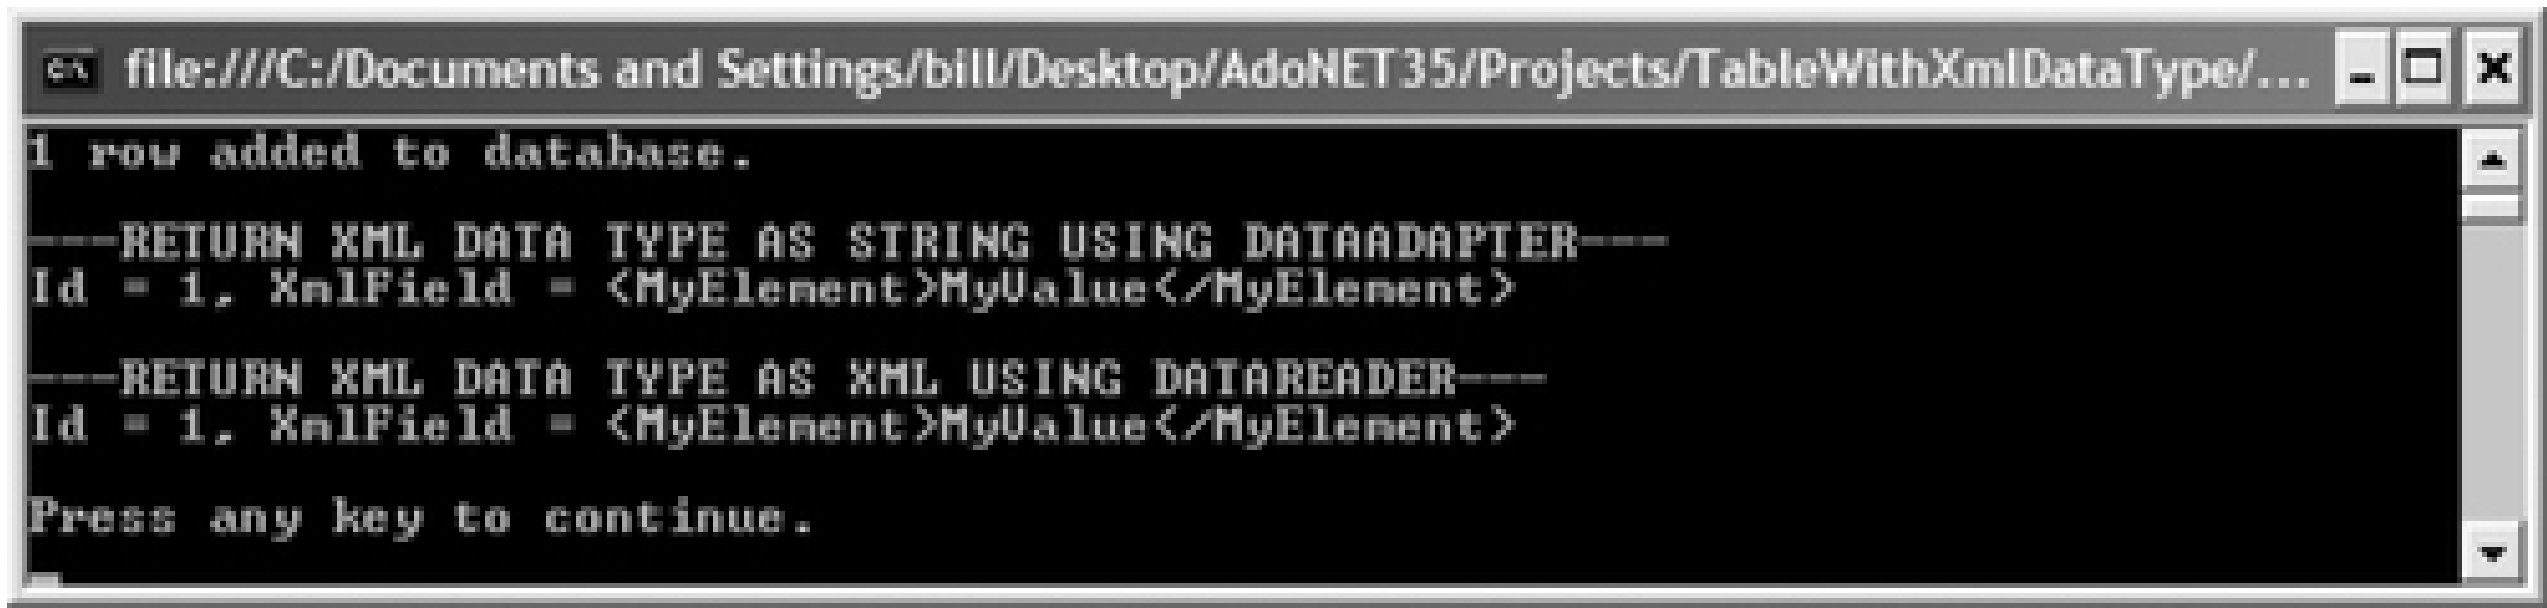 file:///C:/Documents and Settings/bill/Desktop/AdoNET35/Projects/TableWithXmlDataType/...
1 row added to database.
---RETURN XML DATA TYPE AS STRING USING DATAADAPTER---
Id = 1, XmlField = <MyElement>MyValue</MyElement>
---RETURN XML DATA TYPE AS XML USING DATAREADER---
Id = 1, XmlField = <MyElement>MyValue</MyElement>
Press any key to continue.